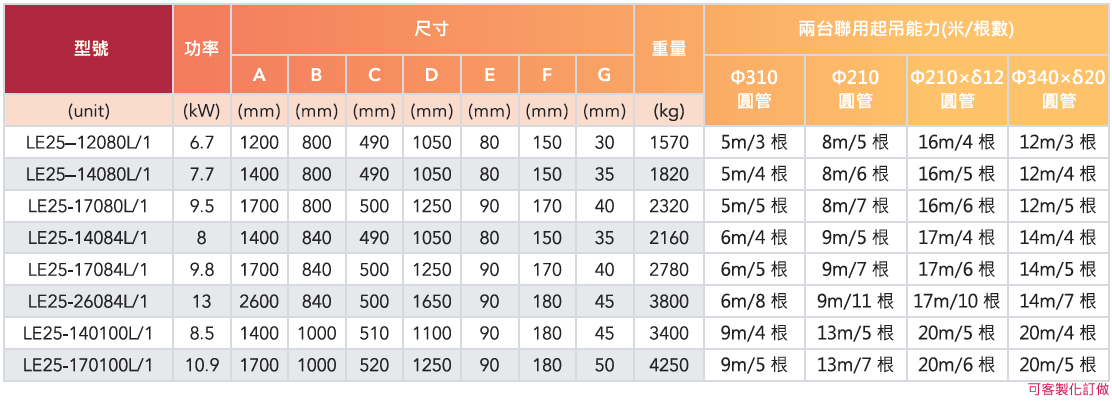 型號 功率 尺寸 重量 兩台聯用起吊能力(米/根數)
A B C D E F G Φ310 圓管 Φ210 圓管 Φ210×δ12 圓管 Φ340×δ20 圓管
(unit) (kW) (mm) (mm) (mm) (mm) (mm) (mm) (mm) (kg)
LE25–12080L/1 6.7 1200 800 490 1050 80 150 30 1570 5m/3 根 8m/5 根 16m/4 根 12m/3 根
LE25–14080L/1 7.7 1400 800 490 1050 80 150 35 1820 5m/4 根 8m/6 根 16m/5 根 12m/4 根
LE25-17080L/1 9.5 1700 800 500 1250 90 170 40 2320 5m/5 根 8m/7 根 16m/6 根 12m/5 根
LE25-14084L/1 8 1400 840 490 1050 80 150 35 2160 6m/4 根 9m/5 根 17m/4 根 14m/4 根
LE25-17084L/1 9.8 1700 840 500 1250 90 170 40 2780 6m/5 根 9m/7 根 17m/6 根 14m/5 根
LE25-26084L/1 13 2600 840 500 1650 90 180 45 3800 6m/8 根 9m/11 根 17m/10 根 14m/7 根
LE25-140100L/1 8.5 1400 1000 510 1100 90 180 45 3400 9m/4 根 13m/5 根 20m/5 根 20m/4 根
LE25-170100L/1 10.9 1700 1000 520 1250 90 180 50 4250 9m/5 根 13m/7 根 20m/6 根 20m/5 根
可客製化訂做